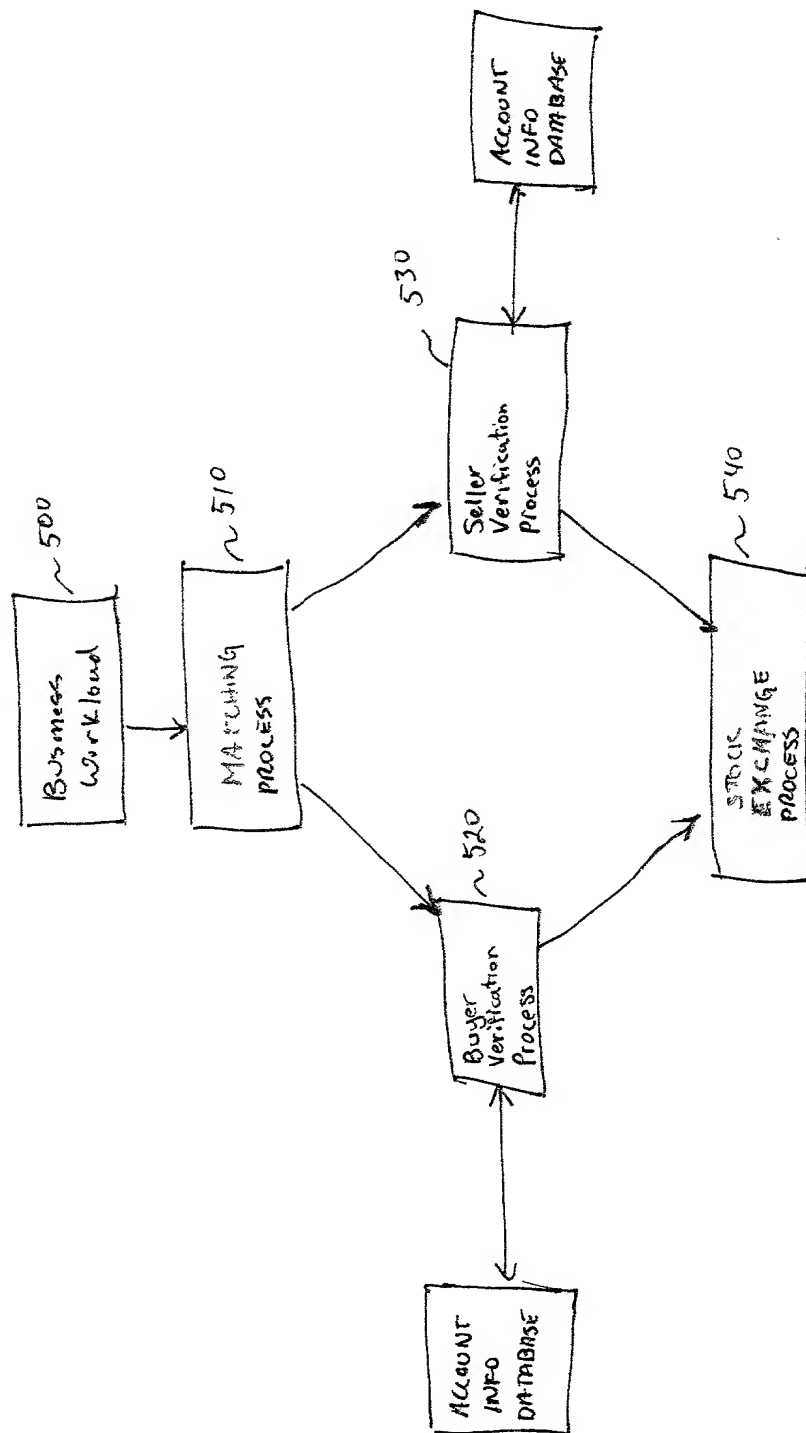 Business
Workload
~ 500
MATCHING
PROCESS
~ 510
Buyer
Verification
Process
~ 520
Seller
Verification
Process
530
ACCOUNT
INFO
DATABASE
ACCOUNT
INFO
DATABASE
STOCK
EXCHANGE
PROCESS
~ 540